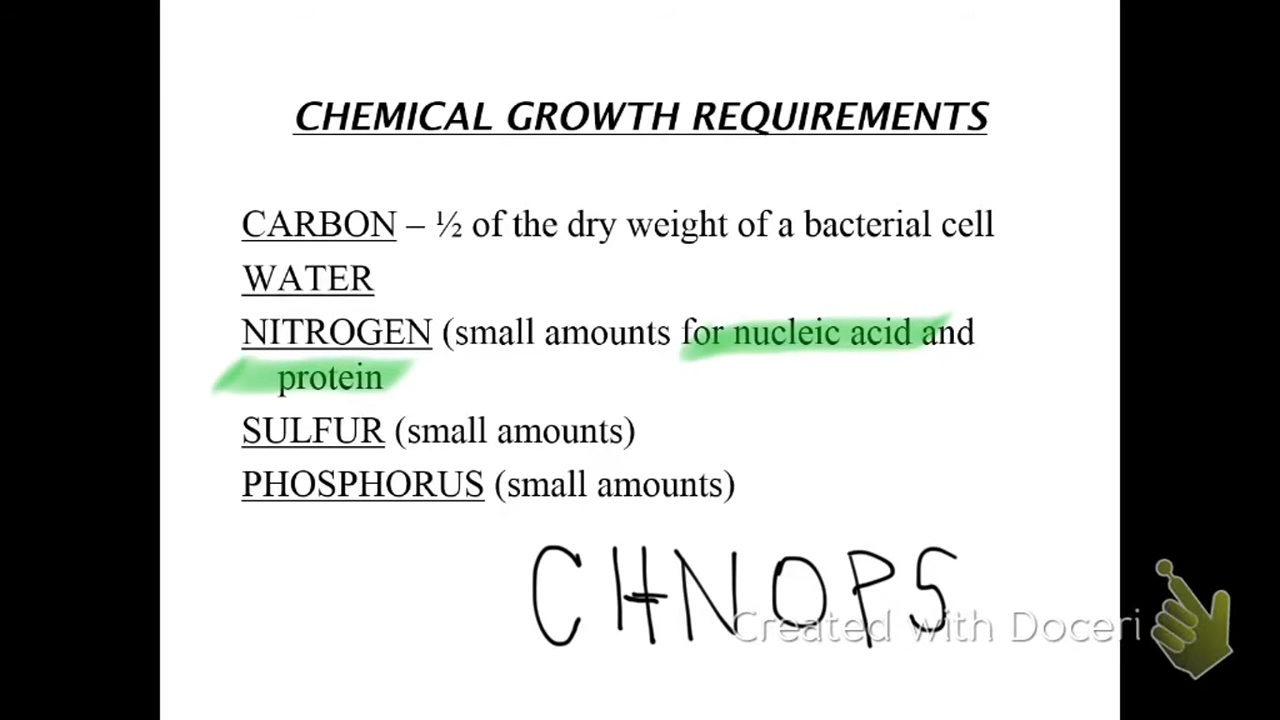 CHEMICAL GROWTH REQUIREMENTS
CARBON – ½ of the dry weight of a bacterial cell
WATER
NITROGEN (small amounts for nucleic acid and
protein
SULFUR (small amounts)
PHOSPHORUS (small amounts)
CHNOPS
Created with Doceri